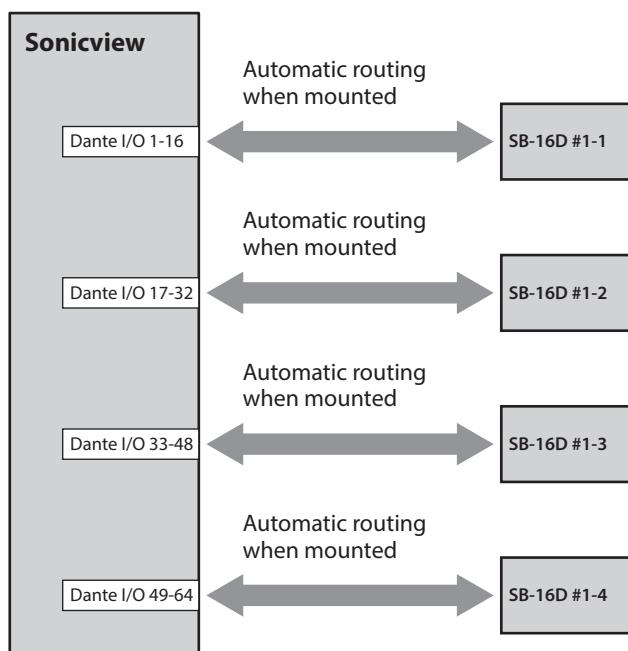 Sonicview
Automatic routing
when mounted
Dante I/O 1-16
SB-16D #1-1
Automatic routing
when mounted
Dante I/O 17-32
SB-16D #1-2
Automatic routing
when mounted
Dante I/O 33-48
SB-16D #1-3
Automatic routing
when mounted
Dante I/O 49-64
SB-16D #1-4